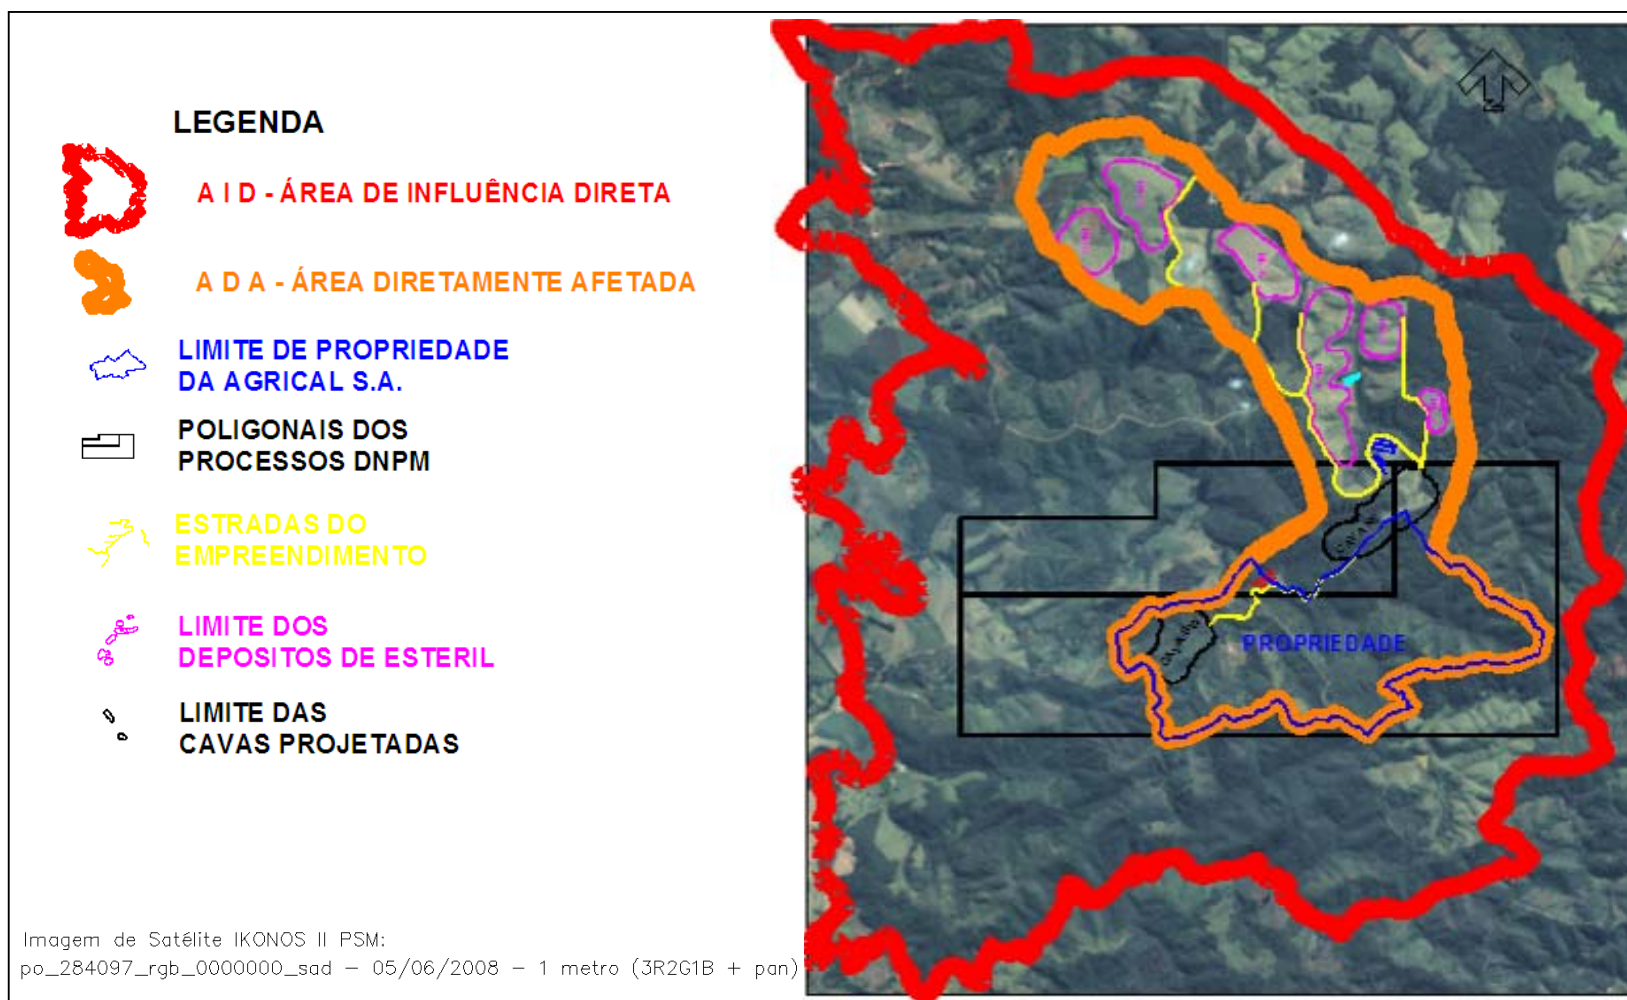 LEGENDA
A I D - ÁREA DE INFLUÊNCIA DIRETA
A D A - ÁREA DIRETAMENTE AFETADA
LIMITE DE PROPRIEDADE
DA AGRICAL S.A.
POLIGONAIS DOS
PROCESSOS DNPM
ESTRADAS DO
EMPREENDIMENTO
LIMITE DOS
DEPOSITOS DE ESTERIL
LIMITE DAS
CAVAS PROJETADAS
Imagem de Satélite IKONOS II PSM:
po_284097_rgb_0000000_sad – 05/06/2008 – 1 metro (3R2G1B + pan)
PROPRIEDADE